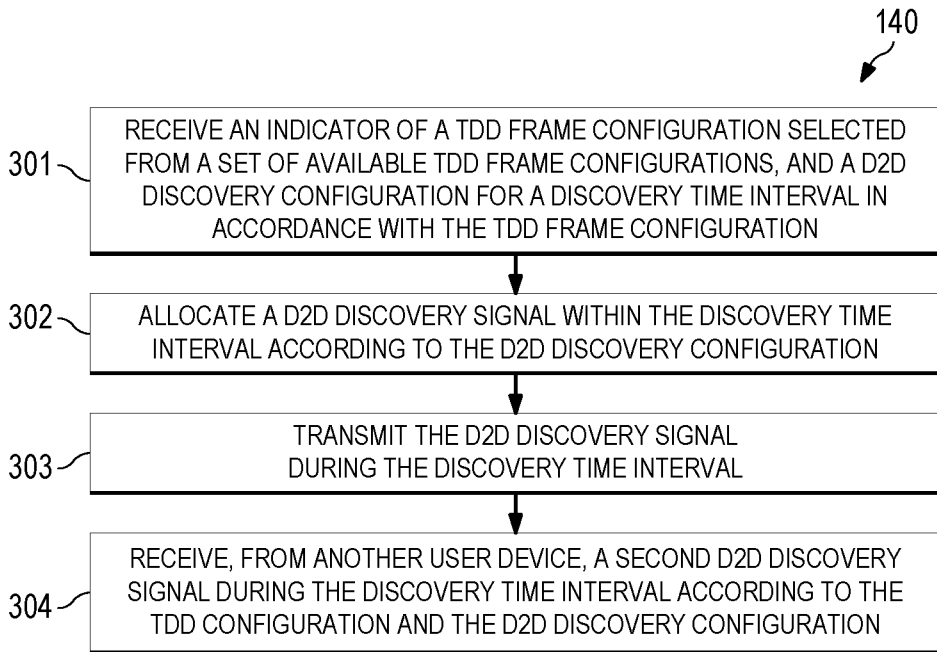 140
301
RECEIVE AN INDICATOR OF A TDD FRAME CONFIGURATION SELECTED
FROM A SET OF AVAILABLE TDD FRAME CONFIGURATIONS, AND A D2D
DISCOVERY CONFIGURATION FOR A DISCOVERY TIME INTERVAL IN
ACCORDANCE WITH THE TDD FRAME CONFIGURATION
302
ALLOCATE A D2D DISCOVERY SIGNAL WITHIN THE DISCOVERY TIME
INTERVAL ACCORDING TO THE D2D DISCOVERY CONFIGURATION
303
TRANSMIT THE D2D DISCOVERY SIGNAL
DURING THE DISCOVERY TIME INTERVAL
304
RECEIVE, FROM ANOTHER USER DEVICE, A SECOND D2D DISCOVERY
SIGNAL DURING THE DISCOVERY TIME INTERVAL ACCORDING TO THE
TDD CONFIGURATION AND THE D2D DISCOVERY CONFIGURATION